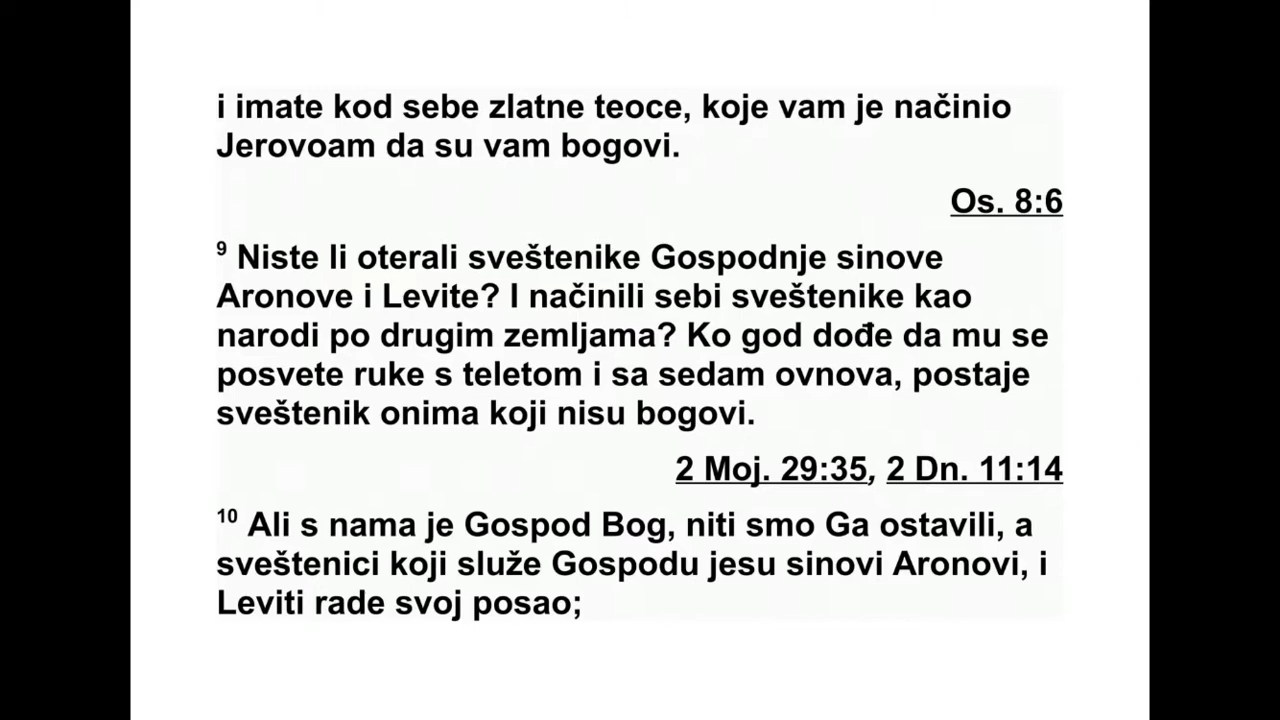 i imate kod sebe zlatne teoce, koje vam je načinio
Jerovoam da su vam bogovi.
Os. 8:6
9 Niste li oterali sveštenike Gospodnje sinove
Aronove i Levite? I načinili sebi sveštenike kao
narodi po drugim zemljama? Ko god dođe da mu se
posvete ruke s teletom i sa sedam ovnova, postaje
sveštenik onima koji nisu bogovi.
2 Moj. 29:35, 2 Dn. 11:14
10 Ali s nama je Gospod Bog, niti smo Ga ostavili, a
sveštenici koji služe Gospodu jesu sinovi Aronovi, i
Leviti rade svoj posao;